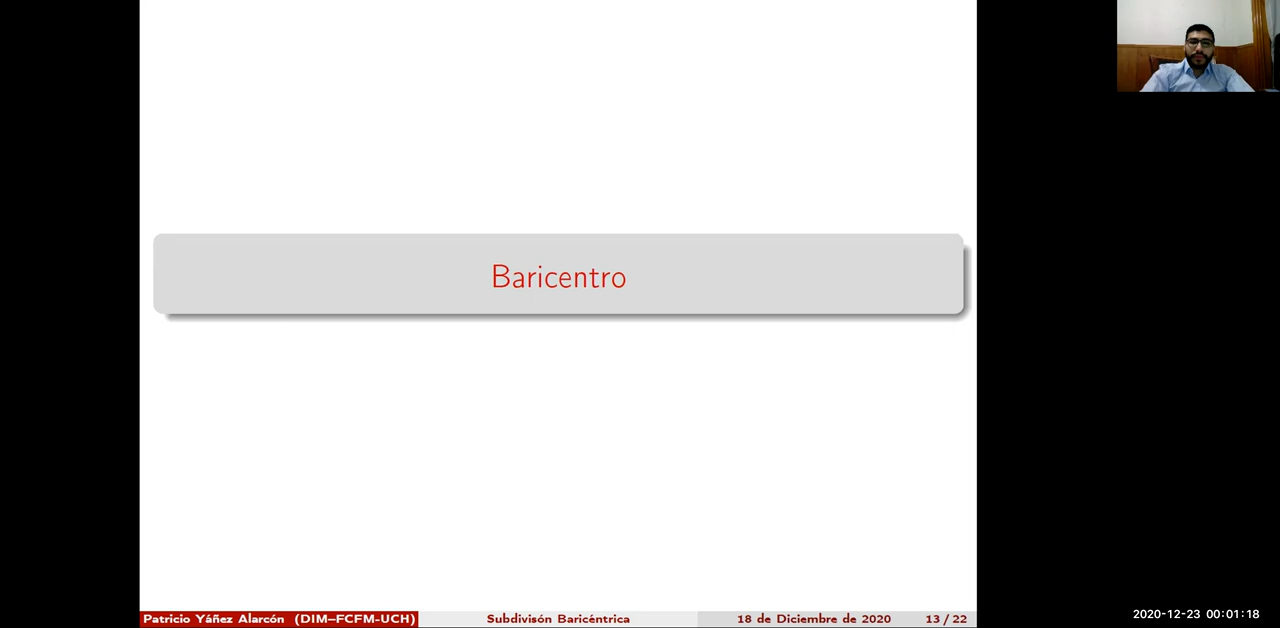 Baricentro
Patricio Yáñez Alarcón (DIM–FCFM-UCH)
Subdivisón Baricéntrica
18 de Diciembre de 2020
13 / 22
2020-12-23 00:01:18